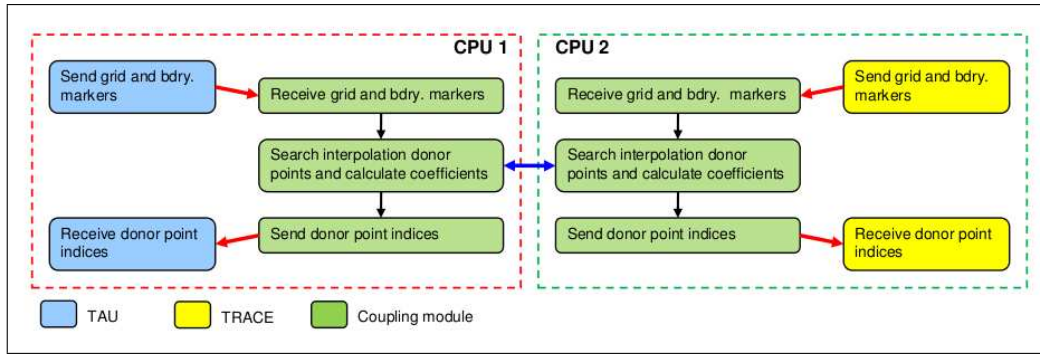 CPU 1
Send grid and bdry.
markers
Receive grid and bdry. markers
Search interpolation donor
points and calculate coefficients
Send donor point indices
Receive donor point
indices
CPU 2
Send grid and bdry.
markers
Receive grid and bdry. markers
Search interpolation donor
points and calculate coefficients
Send donor point indices
Receive donor point
indices
TAU
TRACE
Coupling module